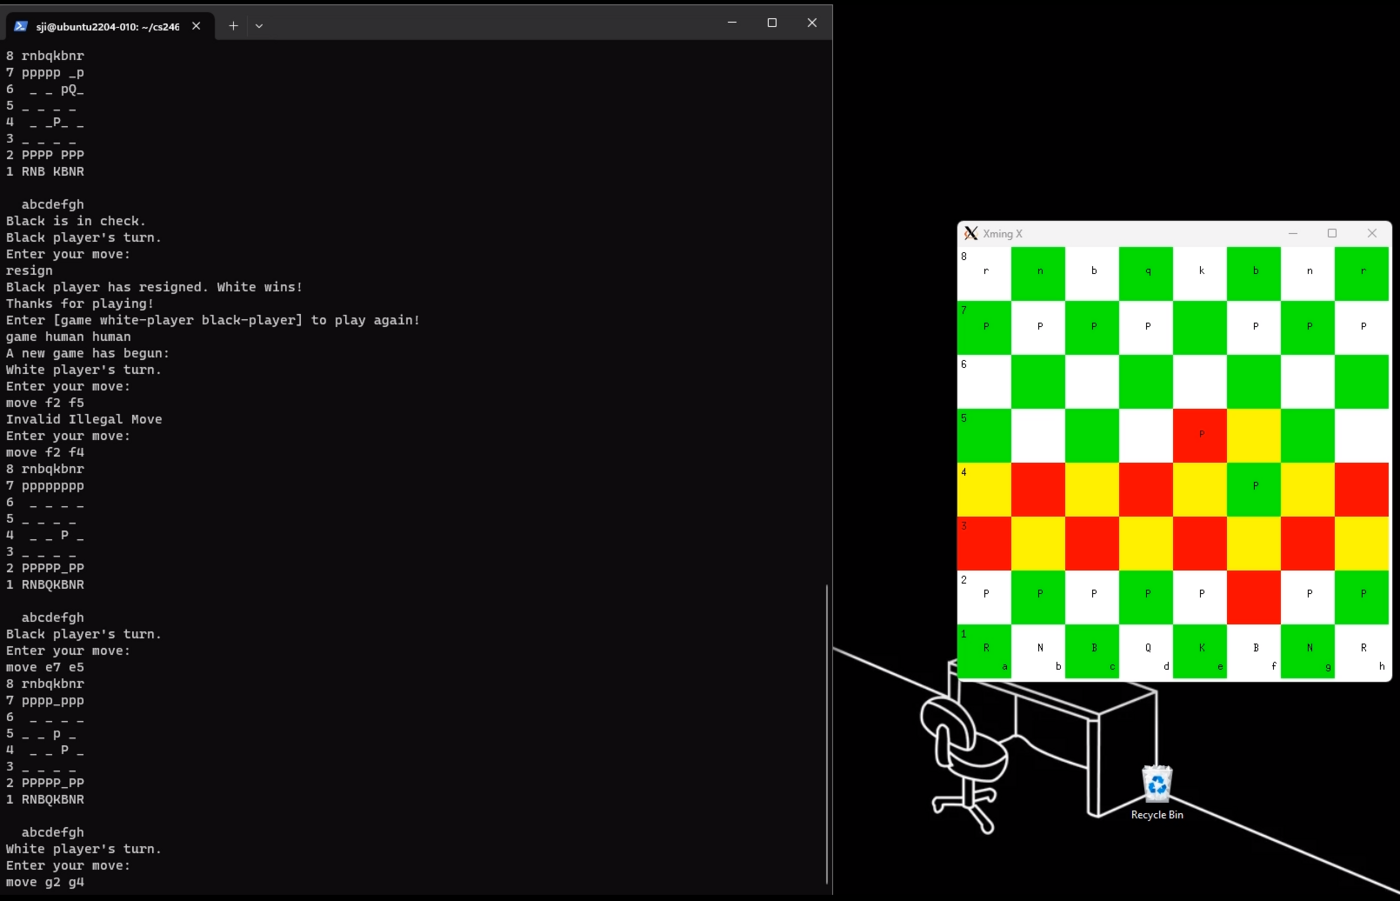 sji@ubuntu2204-010: ~/cs246
8 rnbqkbnr
7 ppppp _p
6  _ _ pQ_
5 _ _ _ _
4  _ _P_ _
3 _ _ _ _
2 PPPP PPP
1 RNB KBNR
abcdefgh
Black is in check.
Black player's turn.
Enter your move:
resign
Black player has resigned. White wins!
Thanks for playing!
Enter [game white-player black-player] to play again!
game human human
A new game has begun:
White player's turn.
Enter your move:
move f2 f5
Invalid Illegal Move
Enter your move:
move f2 f4
8 rnbqkbnr
7 pppppppp
6  _ _ _ _
5 _ _ _ _
4  _ _ P _
3 _ _ _ _
2 PPPPP_PP
1 RNBQKBNR
abcdefgh
Black player's turn.
Enter your move:
move e7 e5
8 rnbqkbnr
7 pppp_ppp
6  _ _ _ _
5 _ _ p _
4  _ _ P _
3 _ _ _ _
2 PPPPP_PP
1 RNBQKBNR
abcdefgh
White player's turn.
Enter your move:
move g2 g4
Xming X
8 r n b q k b n r
7 P P P P P P P
6
5 P
4 P
3
2 P P P P P P P
1 R N B Q K B N R
a b c d e f g h
Recycle Bin